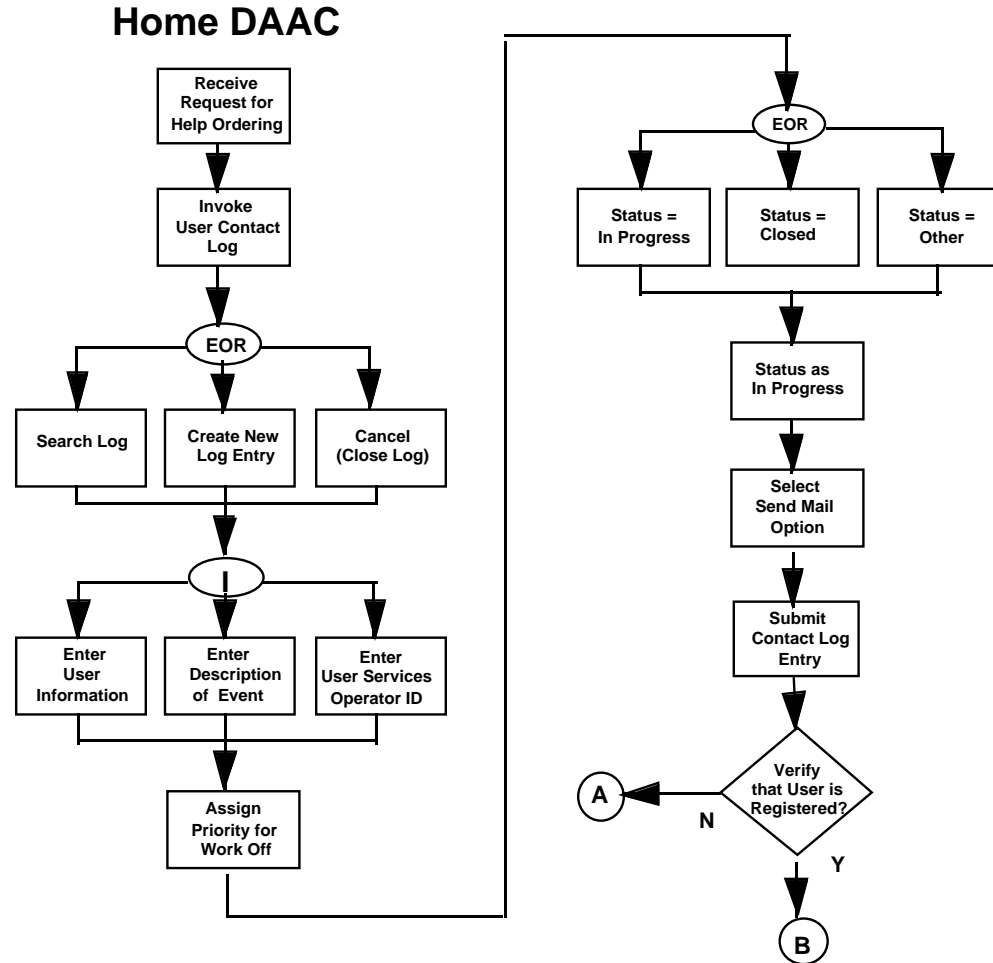 Home DAAC
Receive
Request for
Help Ordering
Invoke
User Contact
Log
EOR
Search Log
Create New
Log Entry
Cancel
(Close Log)
I
Enter
User
Information
Enter
Description
of Event
Enter
User Services
Operator ID
Assign
Priority for
Work Off
EOR
Status =
In Progress
Status =
Closed
Status =
Other
Status as
In Progress
Select
Send Mail
Option
Submit
Contact Log
Entry
Verify
that User is
Registered?
A
N
Y
B